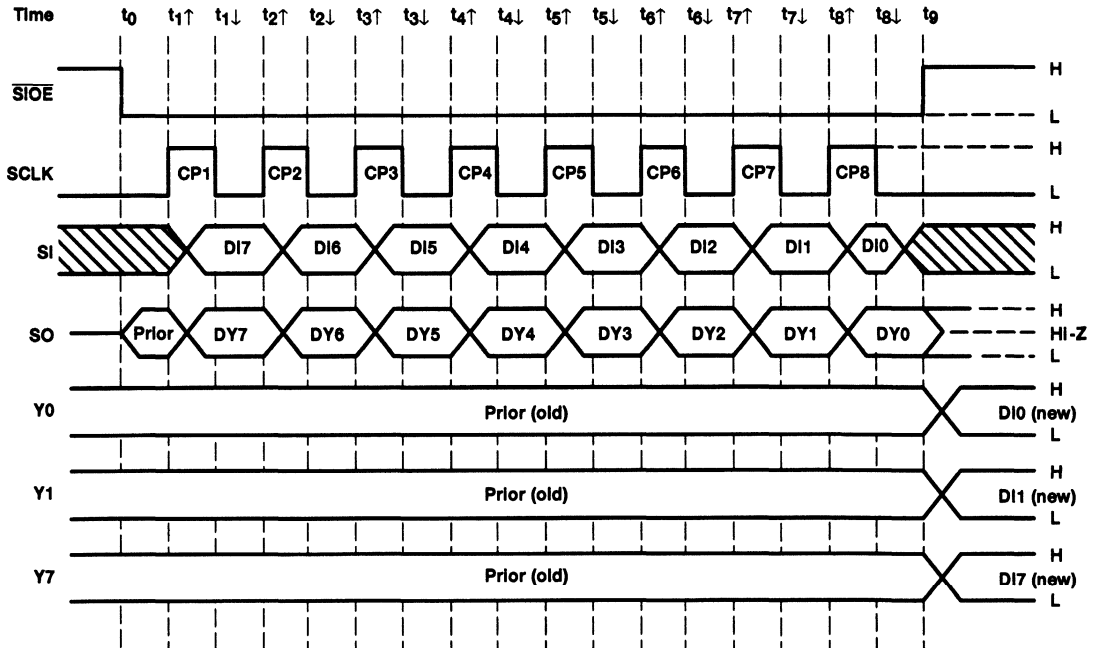 Time t0 t1↑ t1↓ t2↑ t2↓ t3↑ t3↓ t4↑ t4↓ t5↑ t5↓ t6↑ t6↓ t7↑ t7↓ t8↑ t8↓ t9
SIOE H
L
SCLK CP1 CP2 CP3 CP4 CP5 CP6 CP7 CP8 H
L
SI DI7 DI6 DI5 DI4 DI3 DI2 DI1 DI0 H
L
SO Prior DY7 DY6 DY5 DY4 DY3 DY2 DY1 DY0 H
HI-Z
L
Y0 Prior (old) H
DI0 (new)
L
Y1 Prior (old) H
DI1 (new)
L
Y7 Prior (old) H
DI7 (new)
L